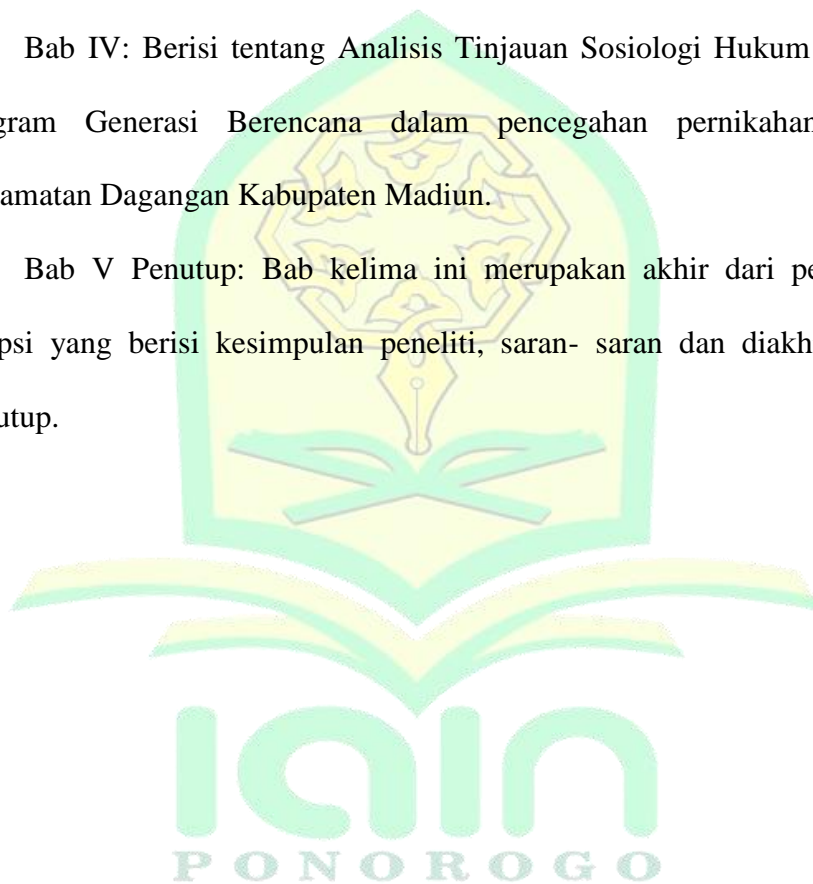 Bab IV: Berisi tentang Analisis Tinjauan Sosiologi Hukum
gram Generasi Berencana dalam pencegahan pernikahan
amatan Dagangan Kabupaten Madiun.
Bab V Penutup: Bab kelima ini merupakan akhir dari pe
psi yang berisi kesimpulan peneliti, saran- saran dan diakh
utup.
iain
PONOROGO